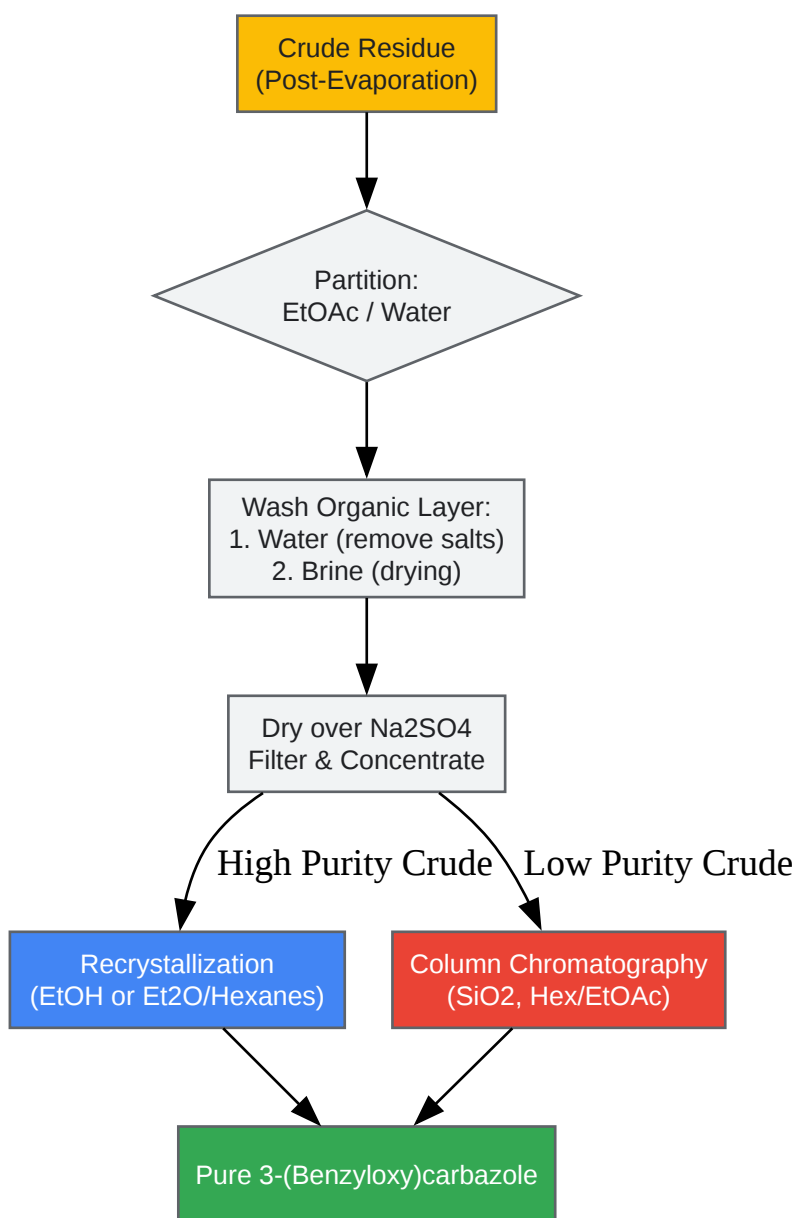 Crude Residue
(Post-Evaporation)
Partition:
EtOAc / Water
Wash Organic Layer:
1. Water (remove salts)
2. Brine (drying)
Dry over Na2SO4
Filter & Concentrate
High Purity Crude
Low Purity Crude
Recrystallization
(EtOH or Et2O/Hexanes)
Column Chromatography
(SiO2, Hex/EtOAc)
Pure 3-(Benzyloxy)carbazole